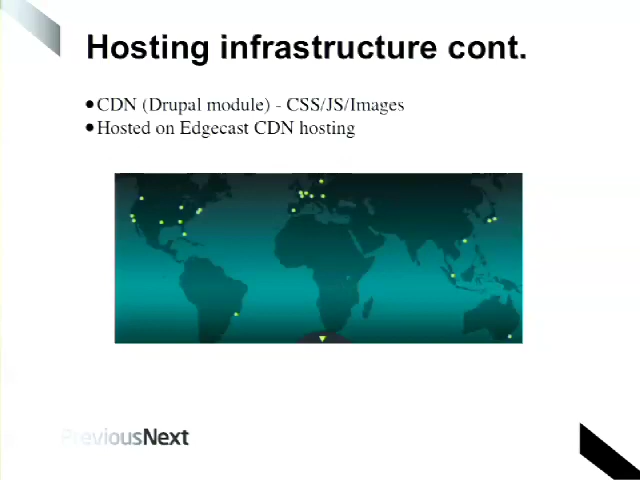 Hosting infrastructure cont.
●CDN (Drupal module) - CSS/JS/Images
●Hosted on Edgecast CDN hosting
PreviousNext